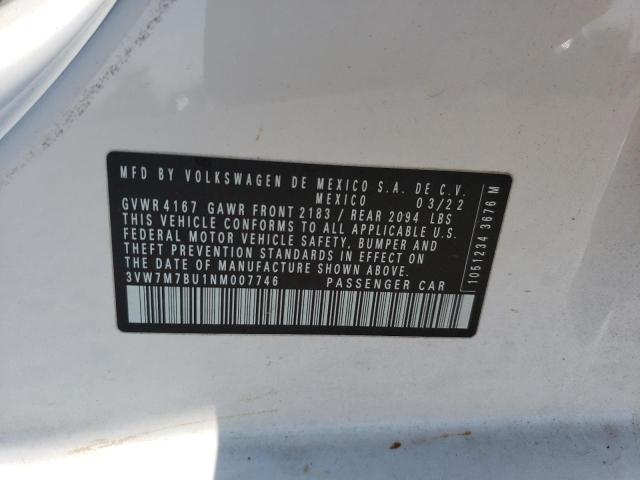 MFD BY VOLKSWAGEN DE MEXICO S.A. DE C.V.
MEXICO 03/22
GVWR 4167 GAWR FRONT 2183 / REAR 2094 LBS
THIS VEHICLE CONFORMS TO ALL APPLICABLE U.S.
FEDERAL MOTOR VEHICLE SAFETY, BUMPER AND
THEFT PREVENTION STANDARDS IN EFFECT ON
THE DATE OF MANUFACTURE SHOWN ABOVE.
3VW7M7BU1NM007746 PASSENGER CAR
1051234 3676 M